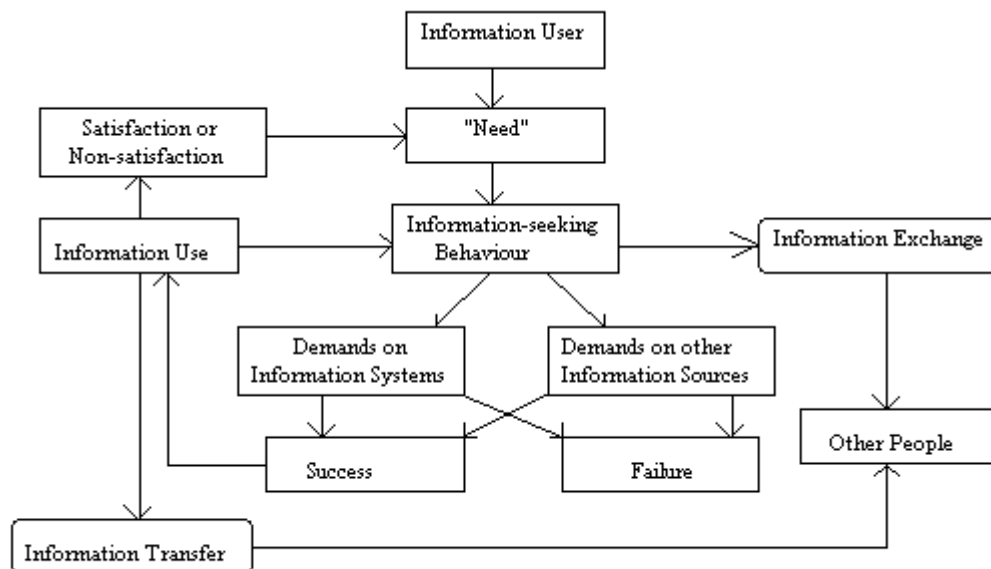 Information User
"Need"
Satisfaction or
Non-satisfaction
Information-seeking
Behaviour
Information Use
Information Exchange
Demands on
Information Systems
Demands on other
Information Sources
Other People
Success
Failure
Information Transfer